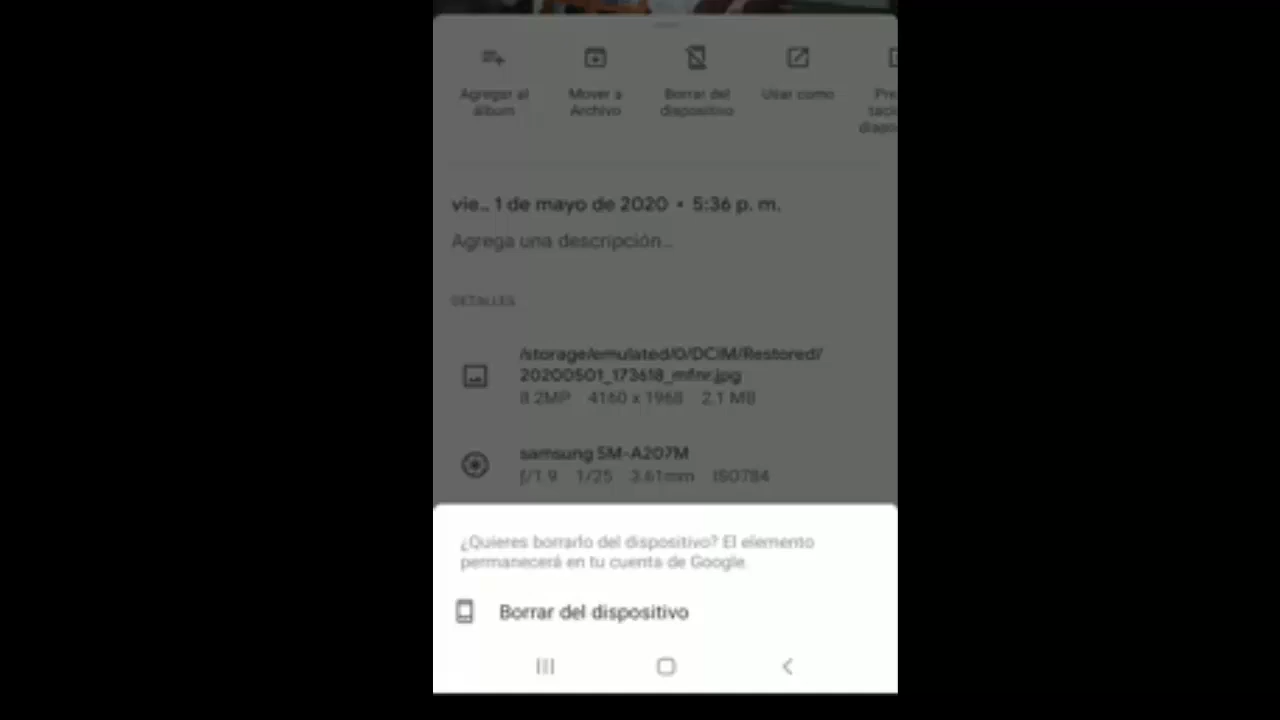 Agregar al
álbum
Mover a
Archivo
Borrar del
dispositivo
Usar como
vie., 1 de mayo de 2020 • 5:36 p. m.
Agrega una descripción...
DETALLES
/storage/emulated/0/DCIM/Restored/
20200501_173618_mfnr.jpg
8.2MP 4160 x 1968 2.1 MB
samsung SM-A207M
f/1.9 1/25 3.61mm ISO784
¿Quieres borrarlo del dispositivo? El elemento
permanecerá en tu cuenta de Google.
Borrar del dispositivo